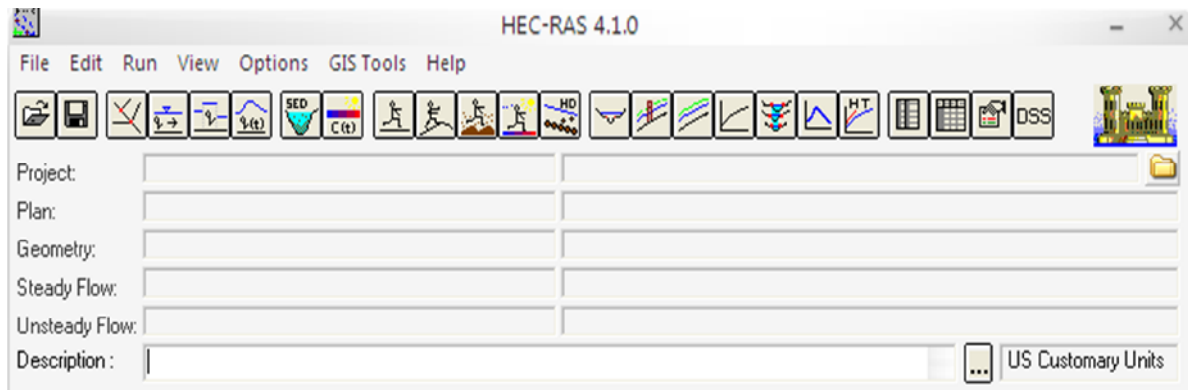 HEC-RAS 4.1.0
File Edit Run View Options GIS Tools Help
SED C(t) HD HT DSS
Project:
Plan:
Geometry:
Steady Flow:
Unsteady Flow:
Description :
... US Customary Units